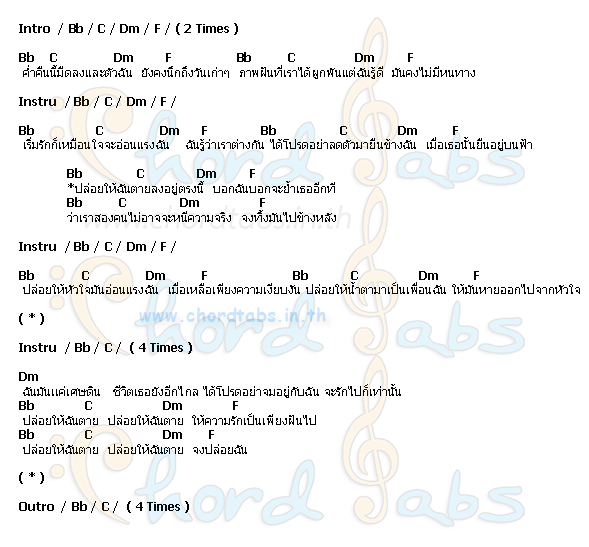 Intro / Bb / C / Dm / F / ( 2 Times )
Bb C Dm F Bb C Dm F
ค่ำคืนนี้มืดลงและตัวฉัน ยังคงนึกถึงวันเก่าๆ ภาพฝันที่เราได้ผูกพันแต่ฉันรู้ดี มันคงไม่มีหนทาง
Instru / Bb / C / Dm / F /
Bb C Dm F Bb C Dm F
เริ่มรักก็เหมือนใจจะอ่อนแรงฉัน ฉันรู้ว่าเราต่างกัน ได้โปรดอย่าลดตัวมายืนข้างฉัน เมื่อเธอนั้นยืนอยู่บนฟ้า
Bb C Dm F
*ปล่อยให้ฉันตายลงอยู่ตรงนี้ บอกฉันบอกจะย้ำเธออีกที
Bb C Dm F
ว่าเราสองคนไม่อาจจะหนีความจริง จงทิ้งมันไปข้างหลัง
www.chordtabs.in.th
Instru / Bb / C / Dm / F /
Bb C Dm F Bb C Dm F
ปล่อยให้หัวใจมันอ่อนแรงฉัน เมื่อเหลือเพียงความเงียบงัน ปล่อยให้น้ำตามาเป็นเพื่อนฉัน ให้มันหายออกไปจากหัวใจ
( * )
www.chordtabs.in.th
Instru / Bb / C / ( 4 Times )
Dm
ฉันมันแค่เศษดิน ชีวิตเธอยังอีกไกล ได้โปรดอย่าจมอยู่กับฉัน จะรักไปก็เท่านั้น
Bb C Dm F
ปล่อยให้ฉันตาย ปล่อยให้ฉันตาย ให้ความรักเป็นเพียงฝันไป
Bb C Dm F
ปล่อยให้ฉันตาย ปล่อยให้ฉันตาย จงปล่อยฉัน
( * )
Outro / Bb / C / ( 4 Times )
chord tabs